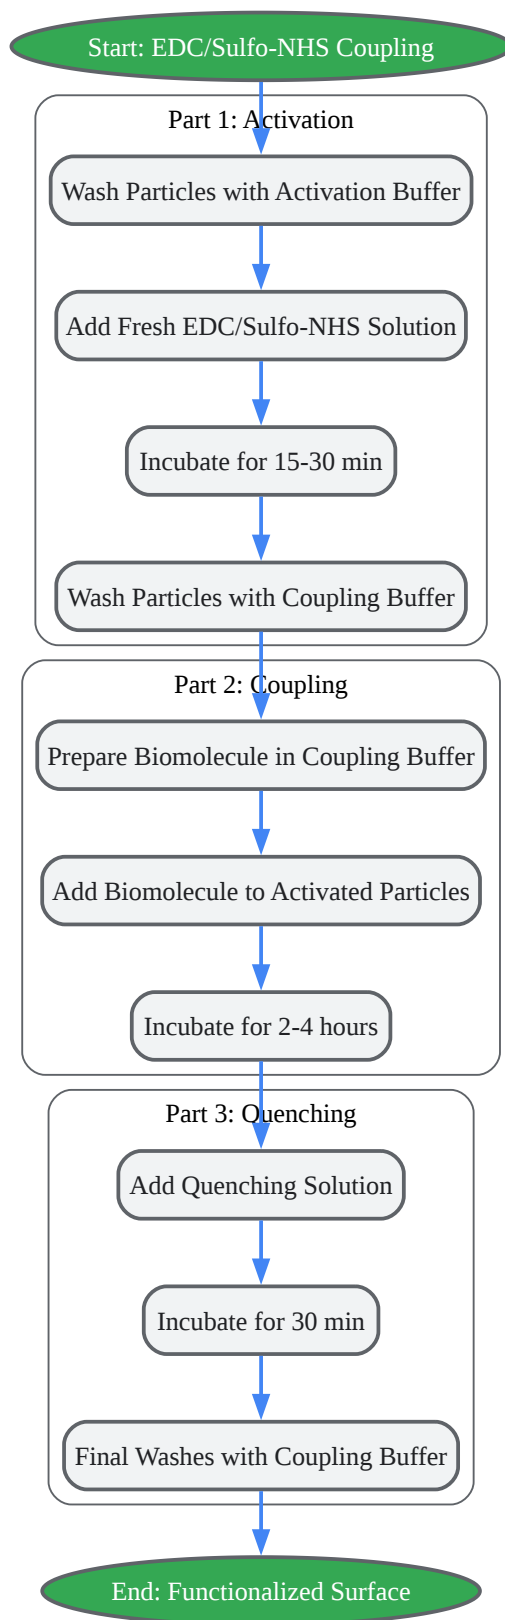 Start: EDC/Sulfo-NHS Coupling
Part 1: Activation
Wash Particles with Activation Buffer
Add Fresh EDC/Sulfo-NHS Solution
Incubate for 15-30 min
Wash Particles with Coupling Buffer
Part 2: Coupling
Prepare Biomolecule in Coupling Buffer
Add Biomolecule to Activated Particles
Incubate for 2-4 hours
Part 3: Quenching
Add Quenching Solution
Incubate for 30 min
Final Washes with Coupling Buffer
End: Functionalized Surface